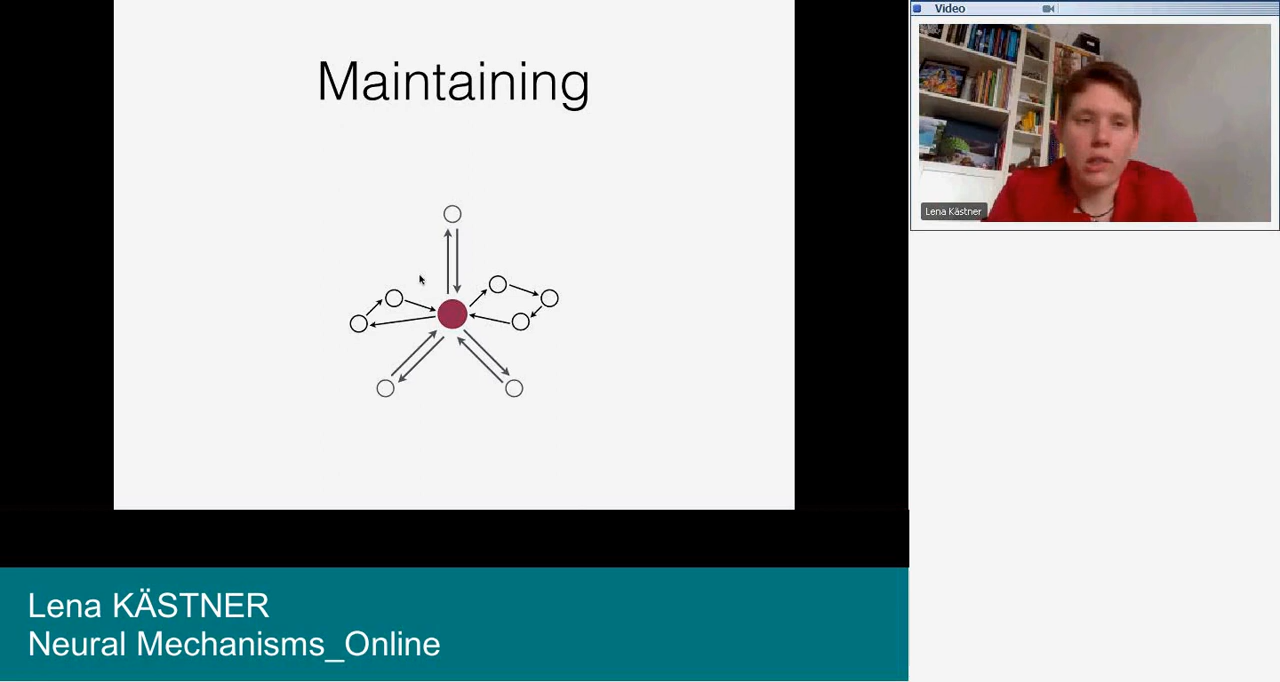 Maintaining
Video
Lena Kästner
Lena KÄSTNER
Neural Mechanisms_Online